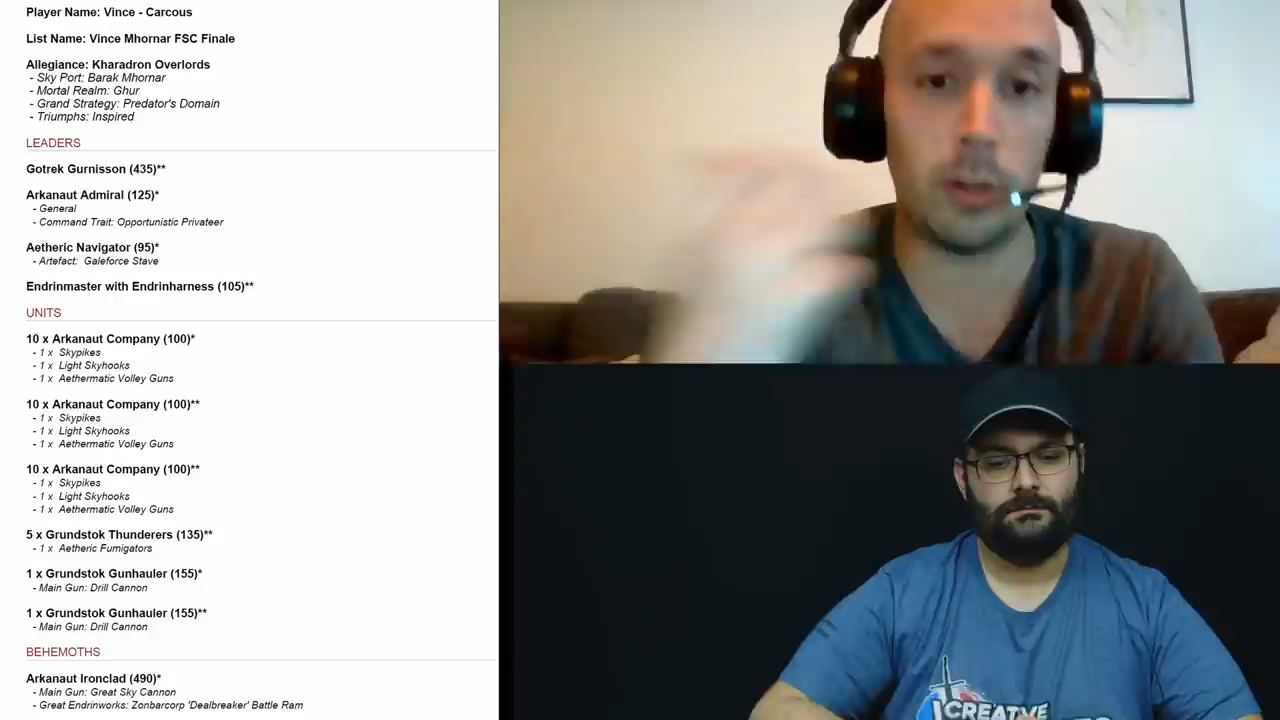 Player Name: Vince - Carcous
List Name: Vince Mhornar FSC Finale
Allegiance: Kharadron Overlords
- Sky Port: Barak Mhornar
- Mortal Realm: Ghur
- Grand Strategy: Predator's Domain
- Triumphs: Inspired
LEADERS
Gotrek Gurnisson (435)**
Arkanaut Admiral (125)*
- General
- Command Trait: Opportunistic Privateer
Aetheric Navigator (95)*
- Artefact: Galeforce Stave
Endrinmaster with Endrinharness (105)**
UNITS
10 x Arkanaut Company (100)*
- 1 x Skypikes
- 1 x Light Skyhooks
- 1 x Aethermatic Volley Guns
10 x Arkanaut Company (100)**
- 1 x Skypikes
- 1 x Light Skyhooks
- 1 x Aethermatic Volley Guns
10 x Arkanaut Company (100)**
- 1 x Skypikes
- 1 x Light Skyhooks
- 1 x Aethermatic Volley Guns
5 x Grundstok Thunderers (135)**
- 1 x Aetheric Fumigators
1 x Grundstok Gunhauler (155)*
- Main Gun: Drill Cannon
1 x Grundstok Gunhauler (155)**
- Main Gun: Drill Cannon
BEHEMOTHS
Arkanaut Ironclad (490)*
- Main Gun: Great Sky Cannon
- Great Endrinworks: Zonbarcorp 'Dealbreaker' Battle Ram
CREATIVE